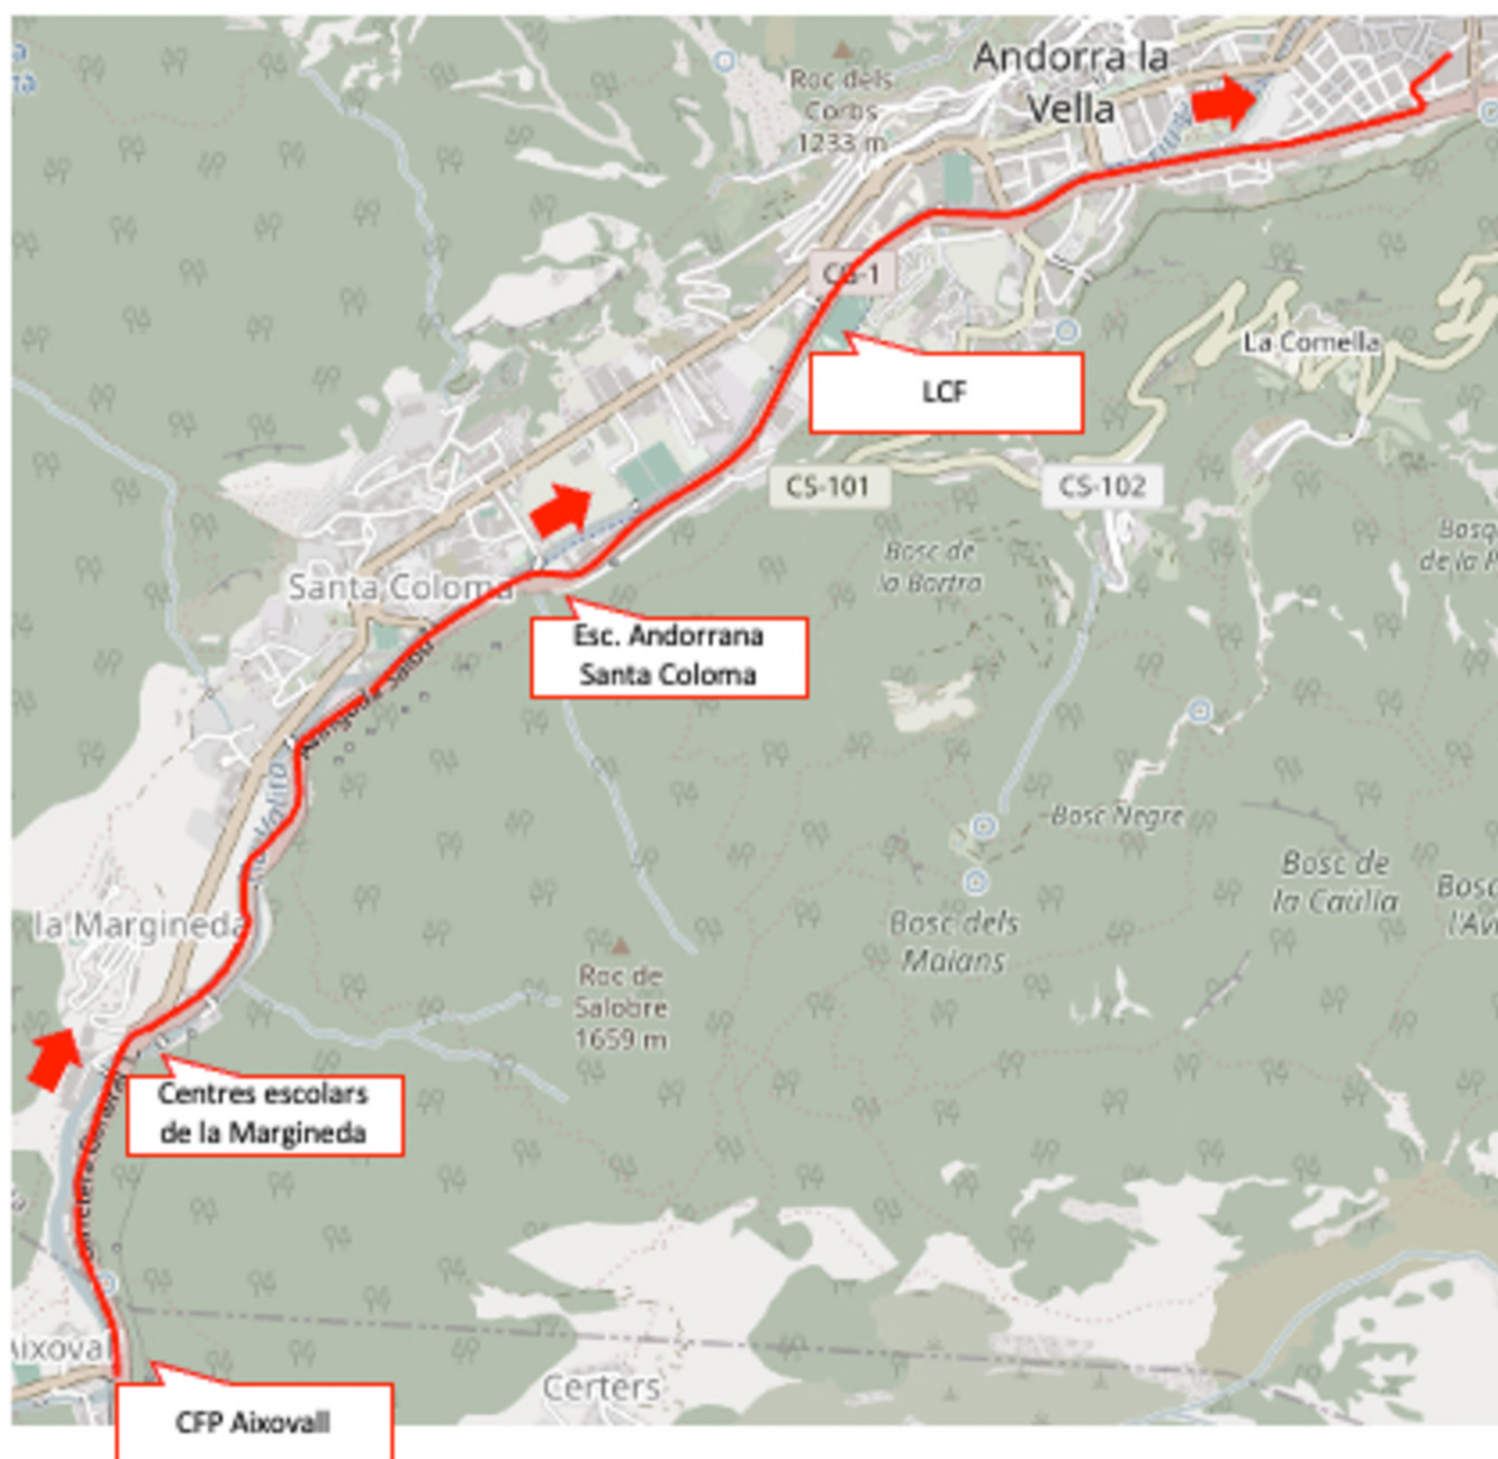 Andorra la
Vella
Roc dels
Corbs
1233 m
CG-1
La Comella
LCF
CS-101
CS-102
Bosc de
la Bartra
Santa Coloma
Esc. Andorrana
Santa Coloma
Bosc Negre
Bosc de
la Caülla
la Margineda
Bosc dels
Maians
Roc de
Salobre
1659 m
Centres escolars
de la Margineda
Certers
CFP Aixovall